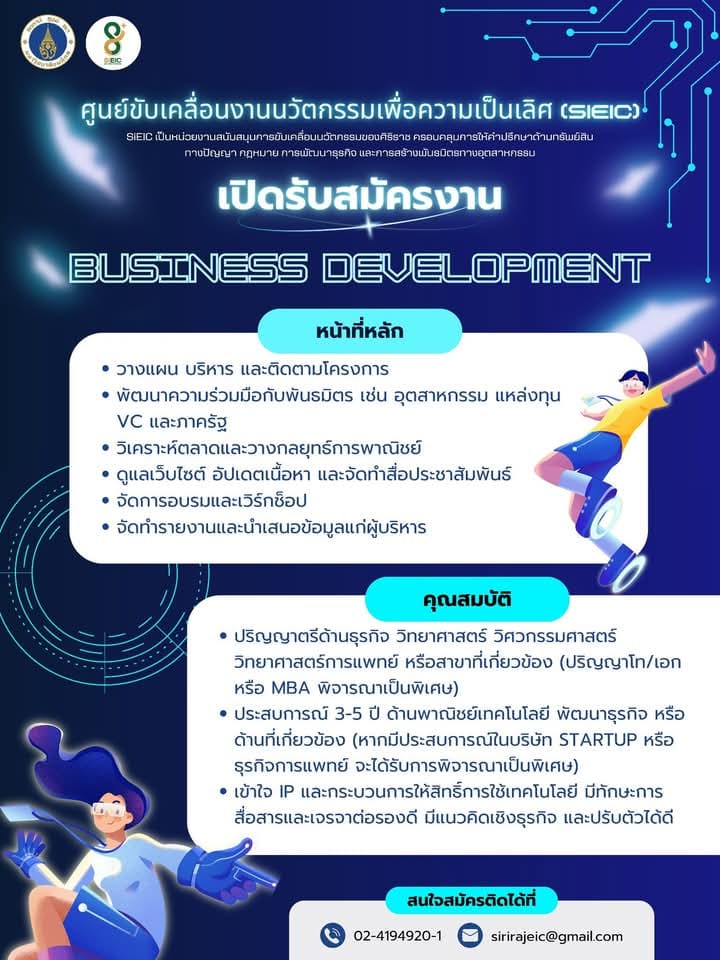 SiEIC
ศูนย์ขับเคลื่อนงานนวัตกรรมเพื่อความเป็นเลิศ (SiEIC)
SiEIC เป็นหน่วยงานสนับสนุนการขับเคลื่อนนวัตกรรมของศิริราช ครอบคลุมการให้คำปรึกษาด้านทรัพย์สิน
ทางปัญญา กฎหมาย การพัฒนาธุรกิจ และการสร้างพันธมิตรทางอุตสาหกรรม
เปิดรับสมัครงาน
BUSINESS DEVELOPMENT
หน้าที่หลัก
• วางแผน บริหาร และติดตามโครงการ
• พัฒนาความร่วมมือกับพันธมิตร เช่น อุตสาหกรรม แหล่งทุน
VC และภาครัฐ
• วิเคราะห์ตลาดและวางกลยุทธ์การพาณิชย์
• ดูแลเว็บไซต์ อัปเดตเนื้อหา และจัดทำสื่อประชาสัมพันธ์
• จัดการอบรมและเวิร์กช็อป
• จัดทำรายงานและนำเสนอข้อมูลแก่ผู้บริหาร
คุณสมบัติ
• ปริญญาตรีด้านธุรกิจ วิทยาศาสตร์ วิศวกรรมศาสตร์
วิทยาศาสตร์การแพทย์ หรือสาขาที่เกี่ยวข้อง (ปริญญาโท/เอก
หรือ MBA พิจารณาเป็นพิเศษ)
• ประสบการณ์ 3-5 ปี ด้านพาณิชย์เทคโนโลยี พัฒนาธุรกิจ หรือ
ด้านที่เกี่ยวข้อง (หากมีประสบการณ์ในบริษัท STARTUP หรือ
ธุรกิจการแพทย์ จะได้รับการพิจารณาเป็นพิเศษ)
• เข้าใจ IP และกระบวนการให้สิทธิ์การใช้เทคโนโลยี มีทักษะการ
สื่อสารและเจรจาต่อรองดี มีแนวคิดเชิงธุรกิจ และปรับตัวได้ดี
สนใจสมัครติดได้ที่
02-4194920-1
sirirajeic@gmail.com